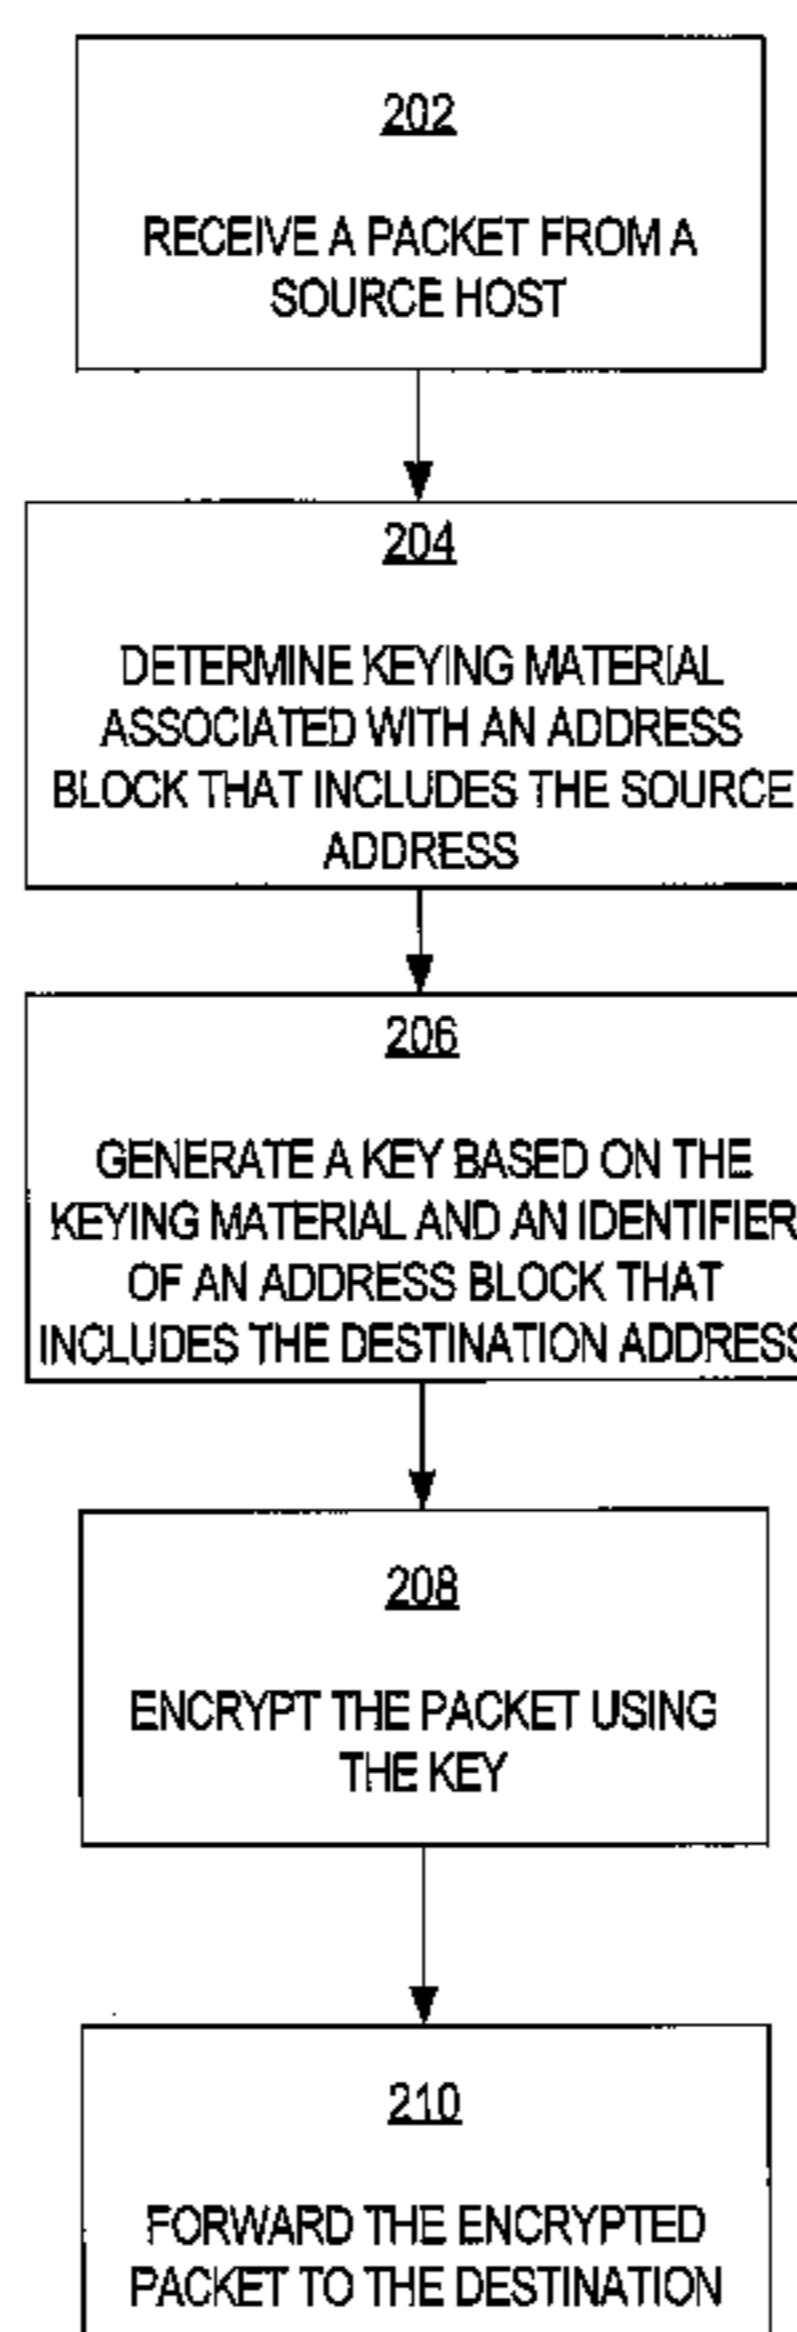 202
RECEIVE A PACKET FROM A
SOURCE HOST
204
DETERMINE KEYING MATERIAL
ASSOCIATED WITH AN ADDRESS
BLOCK THAT INCLUDES THE SOURCE
ADDRESS
206
GENERATE A KEY BASED ON THE
KEYING MATERIAL AND AN IDENTIFIER
OF AN ADDRESS BLOCK THAT
INCLUDES THE DESTINATION ADDRESS
208
ENCRYPT THE PACKET USING
THE KEY
210
FORWARD THE ENCRYPTED
PACKET TO THE DESTINATION